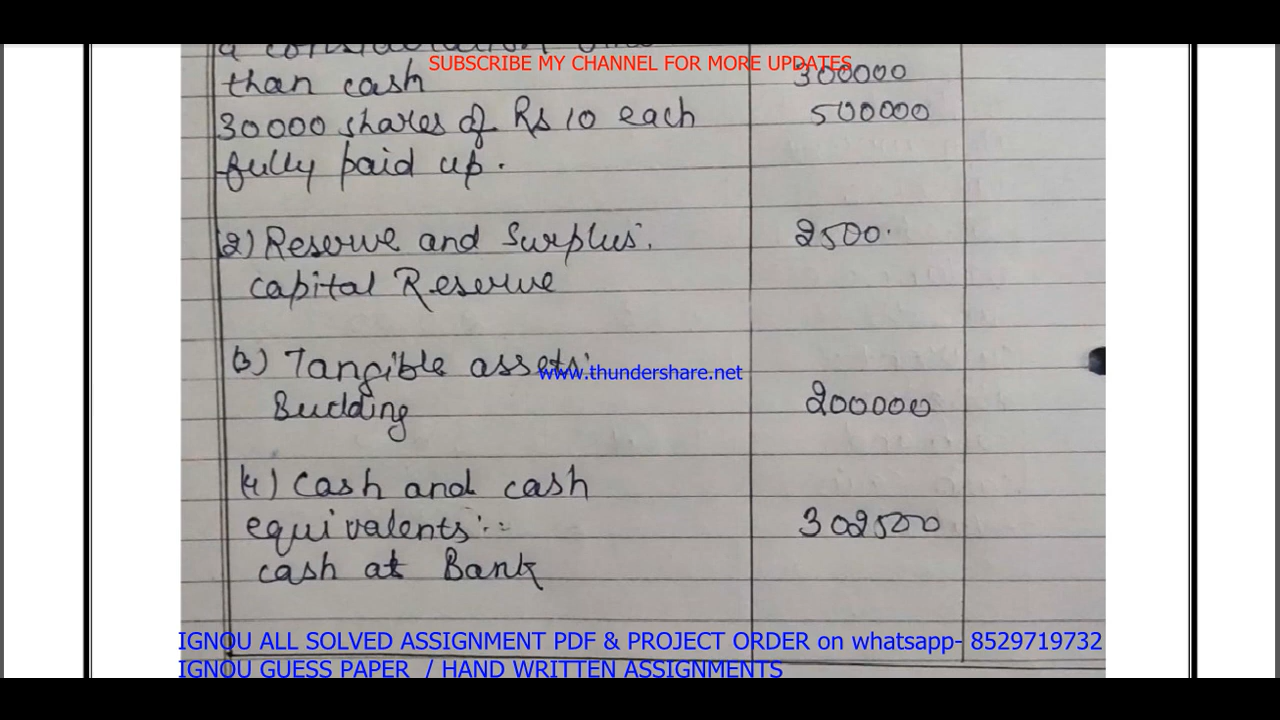 SUBSCRIBE MY CHANNEL FOR MORE UPDATES
than cash 300000
30000 shares of Rs 10 each 500000
fully paid up.
(2) Reserve and Surplus. 2500.
capital Reserve
(3) Tangible assets:
www.thundershare.net
Building 200000
(4) Cash and cash
equivalents:- 302500
cash at Bank
IGNOU ALL SOLVED ASSIGNMENT PDF & PROJECT ORDER on whatsapp- 8529719732
IGNOU GUESS PAPER / HAND WRITTEN ASSIGNMENTS